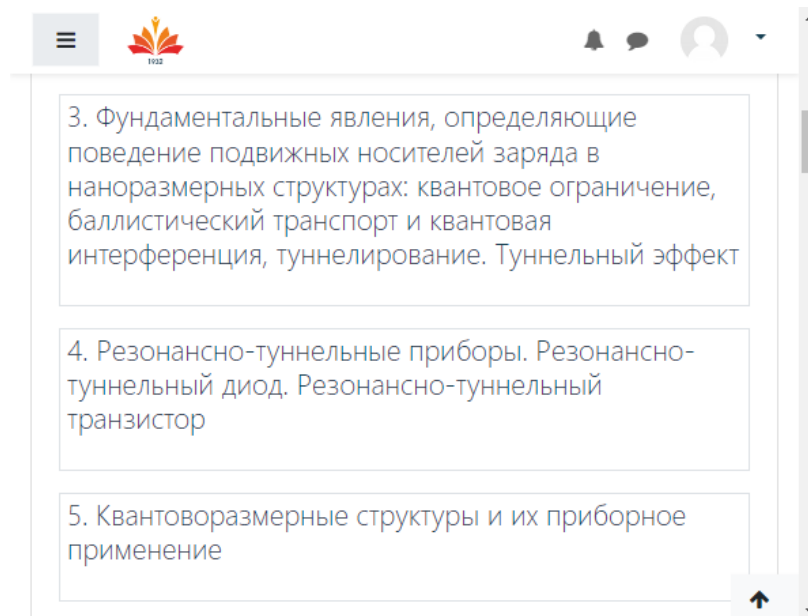 1932
3. Фундаментальные явления, определяющие
поведение подвижных носителей заряда в
наноразмерных структурах: квантовое ограничение,
баллистический транспорт и квантовая
интерференция, туннелирование. Туннельный эффект
4. Резонансно-туннельные приборы. Резонансно-
туннельный диод. Резонансно-туннельный
транзистор
5. Квантоворазмерные структуры и их приборное
применение